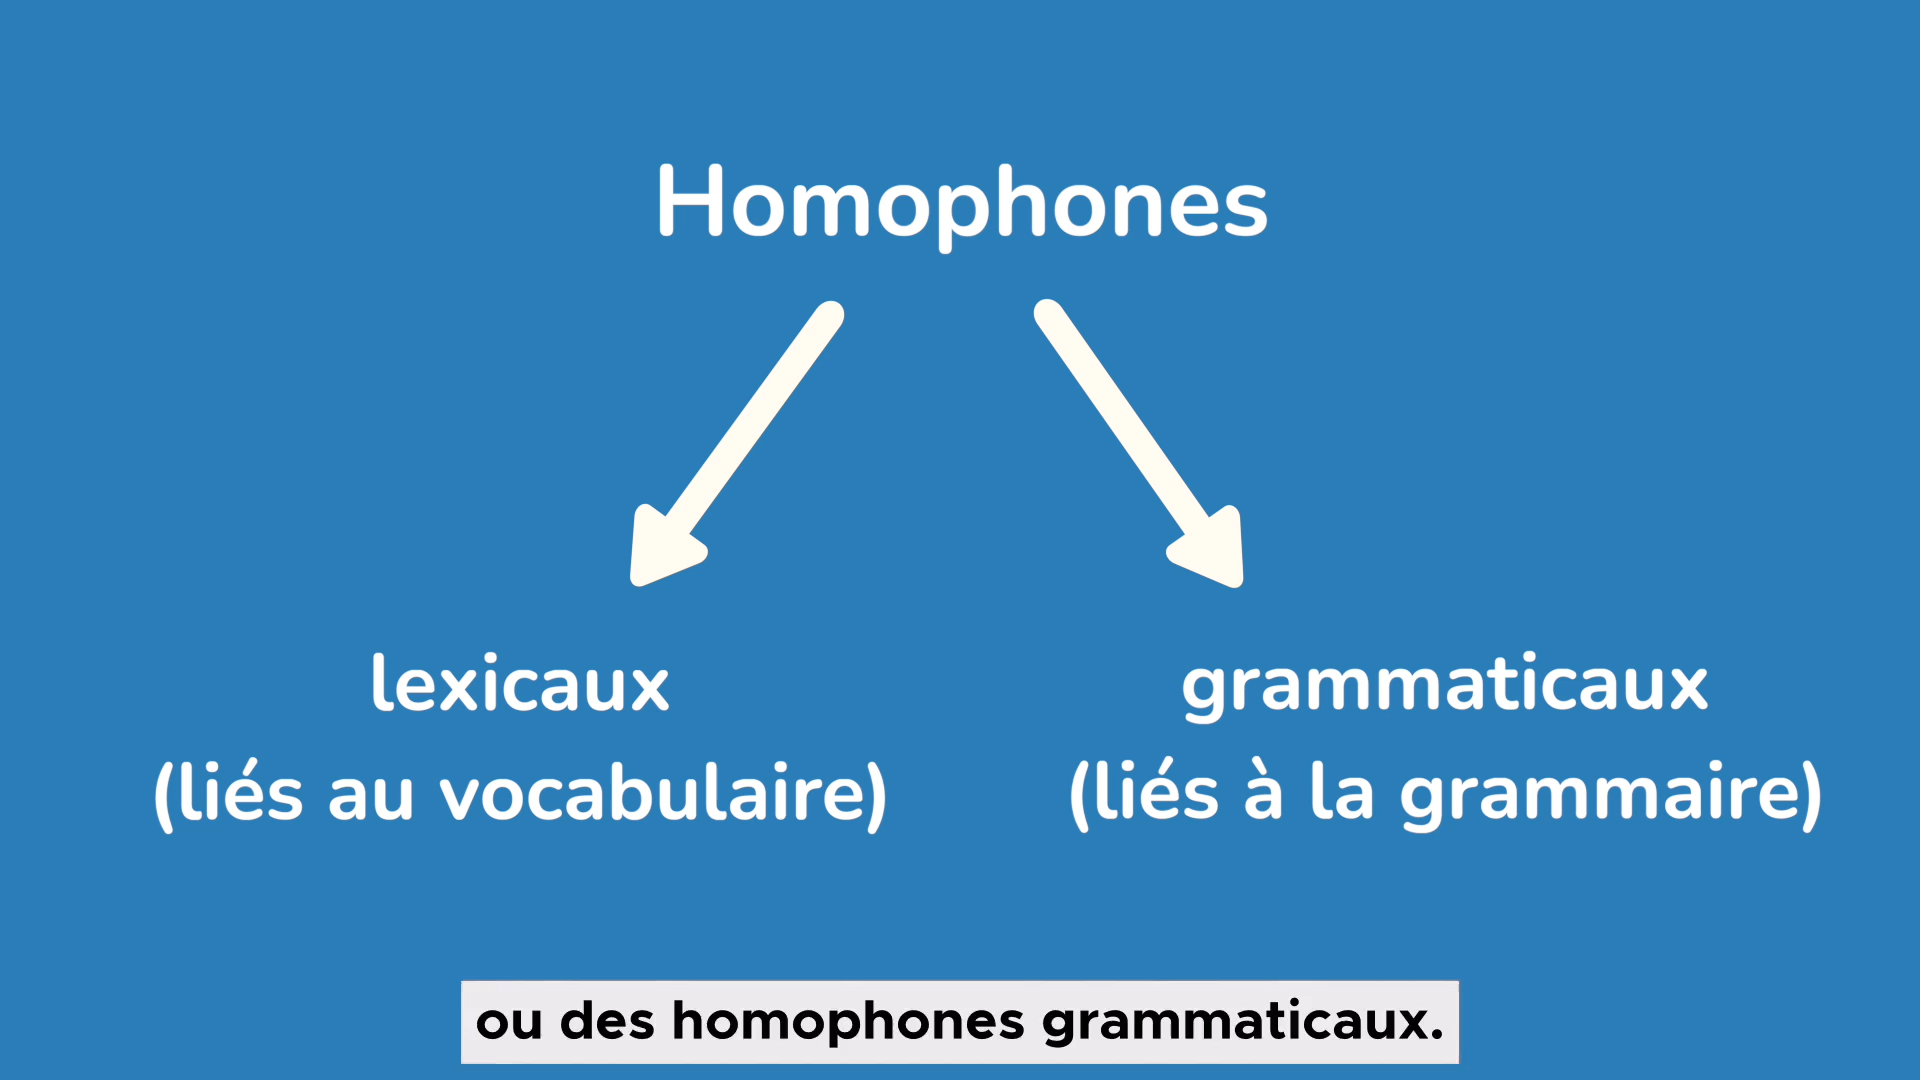 Homophones
lexicaux
(liés au vocabulaire)
grammaticaux
(liés à la grammaire)
ou des homophones grammaticaux.